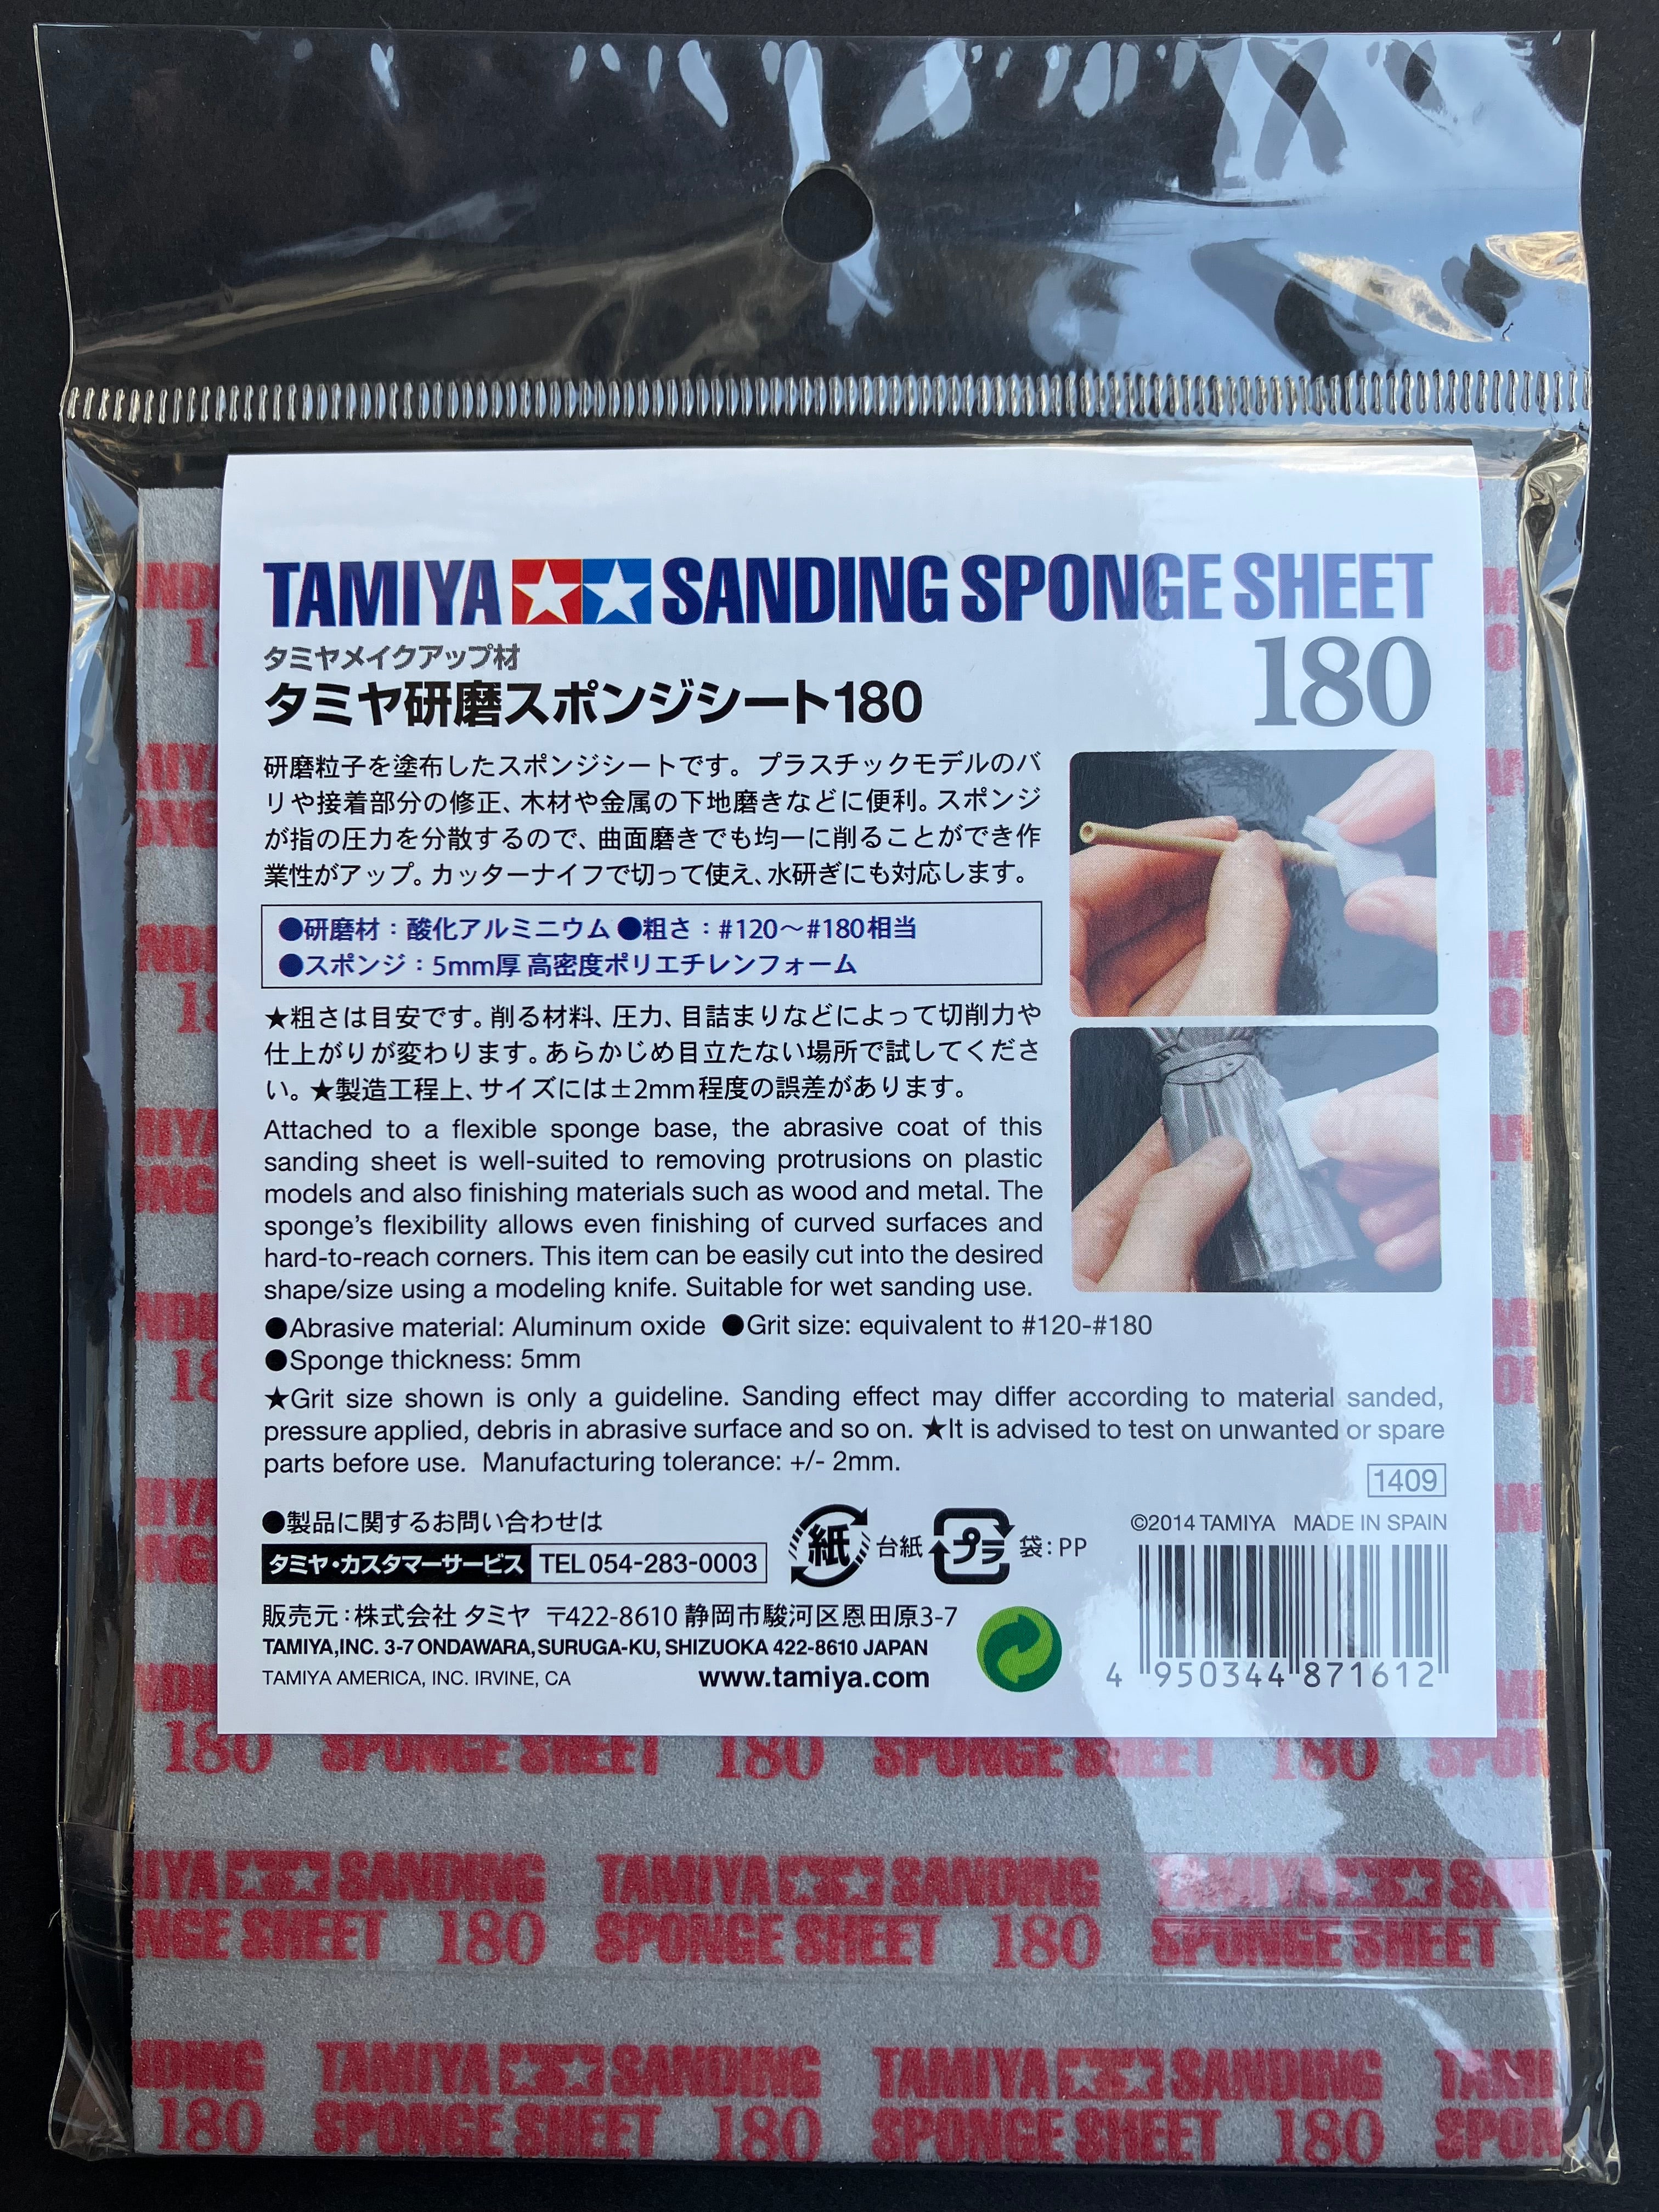 TAMIYA SANDING SPONGE SHEET
タミヤメイクアップ材
180
タミヤ研磨スポンジシート180
研磨粒子を塗布したスポンジシートです。プラスチックモデルのバ
リや接着部分の修正、木材や金属の下地磨きなどに便利。スポンジ
が指の圧力を分散するので、曲面磨きでも均一に削ることができ作
業性がアップ。カッターナイフで切って使え、水研ぎにも対応します。
●研磨材：酸化アルミニウム ●粗さ：#120〜#180相当
●スポンジ：5mm厚 高密度ポリエチレンフォーム
★粗さは目安です。削る材料、圧力、目詰まりなどによって切削力や
仕上がりが変わります。あらかじめ目立たない場所で試してくださ
い。★製造工程上、サイズには±2mm程度の誤差があります。
Attached to a flexible sponge base, the abrasive coat of this
sanding sheet is well-suited to removing protrusions on plastic
models and also finishing materials such as wood and metal. The
sponge's flexibility allows even finishing of curved surfaces and
hard-to-reach corners. This item can be easily cut into the desired
shape/size using a modeling knife. Suitable for wet sanding use.
●Abrasive material: Aluminum oxide ●Grit size: equivalent to #120-#180
●Sponge thickness: 5mm
★Grit size shown is only a guideline. Sanding effect may differ according to material sanded,
pressure applied, debris in abrasive surface and so on. ★It is advised to test on unwanted or spare
parts before use. Manufacturing tolerance: +/- 2mm.
1409
●製品に関するお問い合わせは
©2014 TAMIYA MADE IN SPAIN
タミヤ・カスタマーサービス TEL 054-283-0003
紙 台紙 プラ 袋：PP
販売元：株式会社 タミヤ 〒422-8610 静岡市駿河区恩田原3-7
TAMIYA,INC. 3-7 ONDAWARA, SURUGA-KU, SHIZUOKA 422-8610 JAPAN
TAMIYA AMERICA, INC. IRVINE, CA www.tamiya.com
4 950344 871612
180 SPONGE SHEET 180 SPONGE SHEET 180 SPON
IYA SANDING TAMIYA SANDING TAMIYA SAN
NGE SHEET 180 SPONGE SHEET 180 SPONGE SHEET
DING TAMIYA SANDING TAMIYA SANDING TAMI
180 SPONGE SHEET 180 SPONGE SHEET 180 SPON